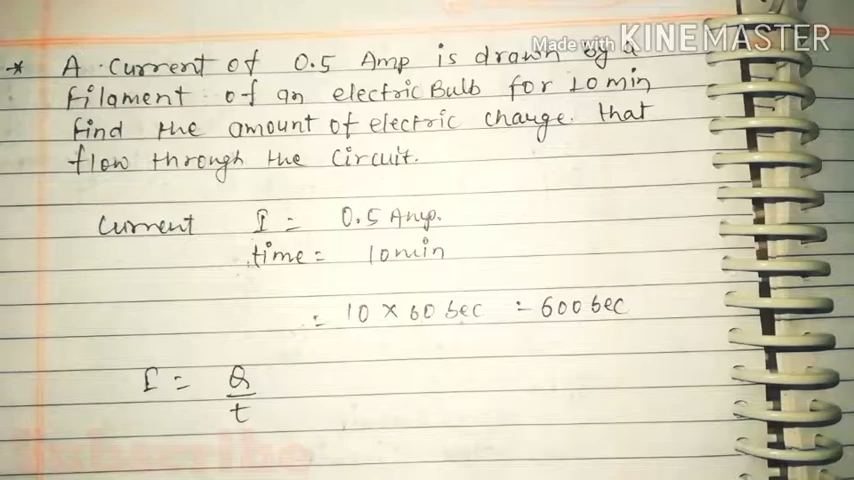 Made with KINEMASTER
* A Current of 0.5 Amp is drawn by a
filament of an electric Bulb for 10 min
find the amount of electric charge. that
flow through the Circuit.
Current I = 0.5 Amp.
time = 10 min
= 10 × 60 Sec = 600 Sec
I = Q
t
Subscribe